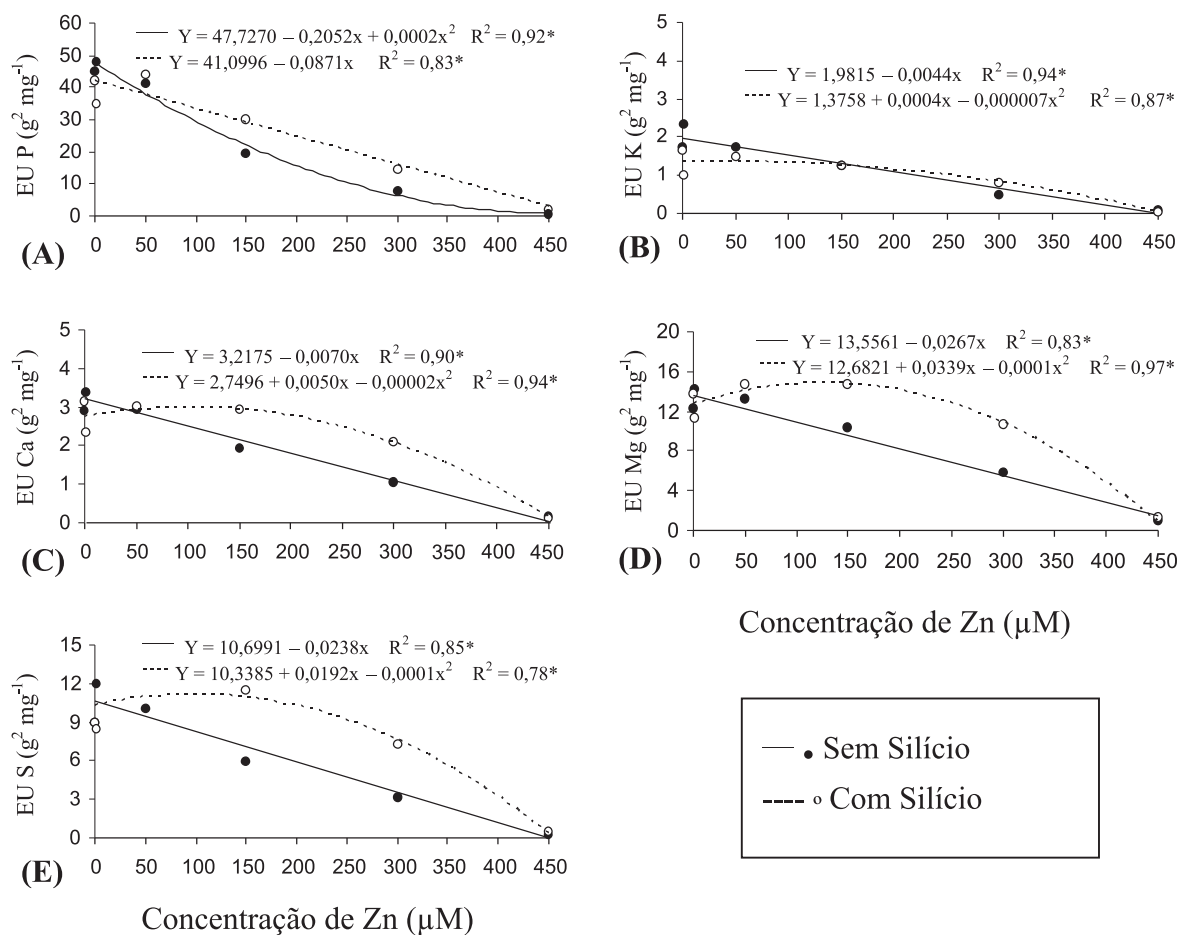 Y = 47,7270 – 0,2052x + 0,0002x² R² = 0,92*
Y = 41,0996 – 0,0871x R² = 0,83*
EU P (g² mg⁻¹)
60
50
40
30
20
10
0
0 50 100 150 200 250 300 350 400 450
(A)
Y = 1,9815 – 0,0044x R² = 0,94*
Y = 1,3758 + 0,0004x – 0,000007x² R² = 0,87*
EU K (g² mg⁻¹)
5
4
3
2
1
0
0 50 100 150 200 250 300 350 400 450
(B)
Y = 3,2175 – 0,0070x R² = 0,90*
Y = 2,7496 + 0,0050x – 0,00002x² R² = 0,94*
EU Ca (g² mg⁻¹)
5
4
3
2
1
0
0 50 100 150 200 250 300 350 400 450
(C)
Y = 13,5561 – 0,0267x R² = 0,83*
Y = 12,6821 + 0,0339x – 0,0001x² R² = 0,97*
EU Mg (g² mg⁻¹)
20
16
12
8
4
0
0 50 100 150 200 250 300 350 400 450
(D)
Concentração de Zn (µM)
Y = 10,6991 – 0,0238x R² = 0,85*
Y = 10,3385 + 0,0192x – 0,0001x² R² = 0,78*
EU S (g² mg⁻¹)
15
12
9
6
3
0
0 50 100 150 200 250 300 350 400 450
(E)
Concentração de Zn (µM)
Sem Silício
Com Silício